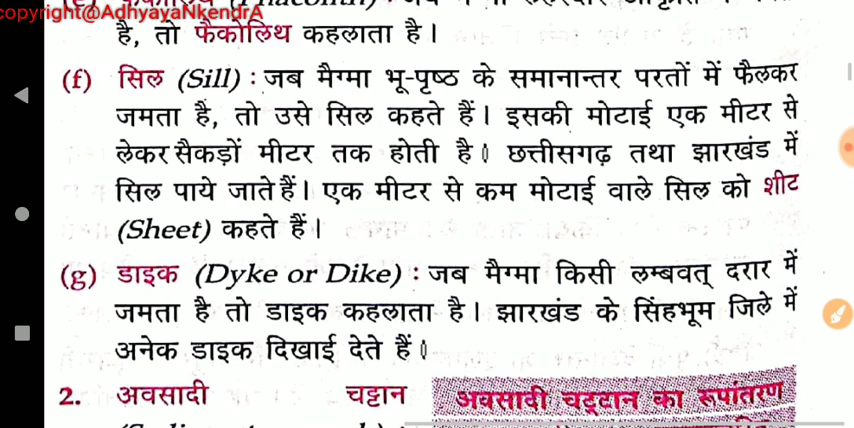 copyright@AdhyayaNkendrA
है, तो फैकोलिथ कहलाता है।
(f) सिल (Sill) : जब मैग्मा भू-पृष्ठ के समानान्तर परतों में फैलकर
जमता है, तो उसे सिल कहते हैं। इसकी मोटाई एक मीटर से
लेकर सैकड़ों मीटर तक होती है। छत्तीसगढ़ तथा झारखंड में
सिल पाये जाते हैं। एक मीटर से कम मोटाई वाले सिल को शीट
(Sheet) कहते हैं।
(g) डाइक (Dyke or Dike) : जब मैग्मा किसी लम्बवत् दरार में
जमता है तो डाइक कहलाता है। झारखंड के सिंहभूम जिले में
अनेक डाइक दिखाई देते हैं।
2. अवसादी चट्टान
अवसादी चट्टान का रूपांतरण